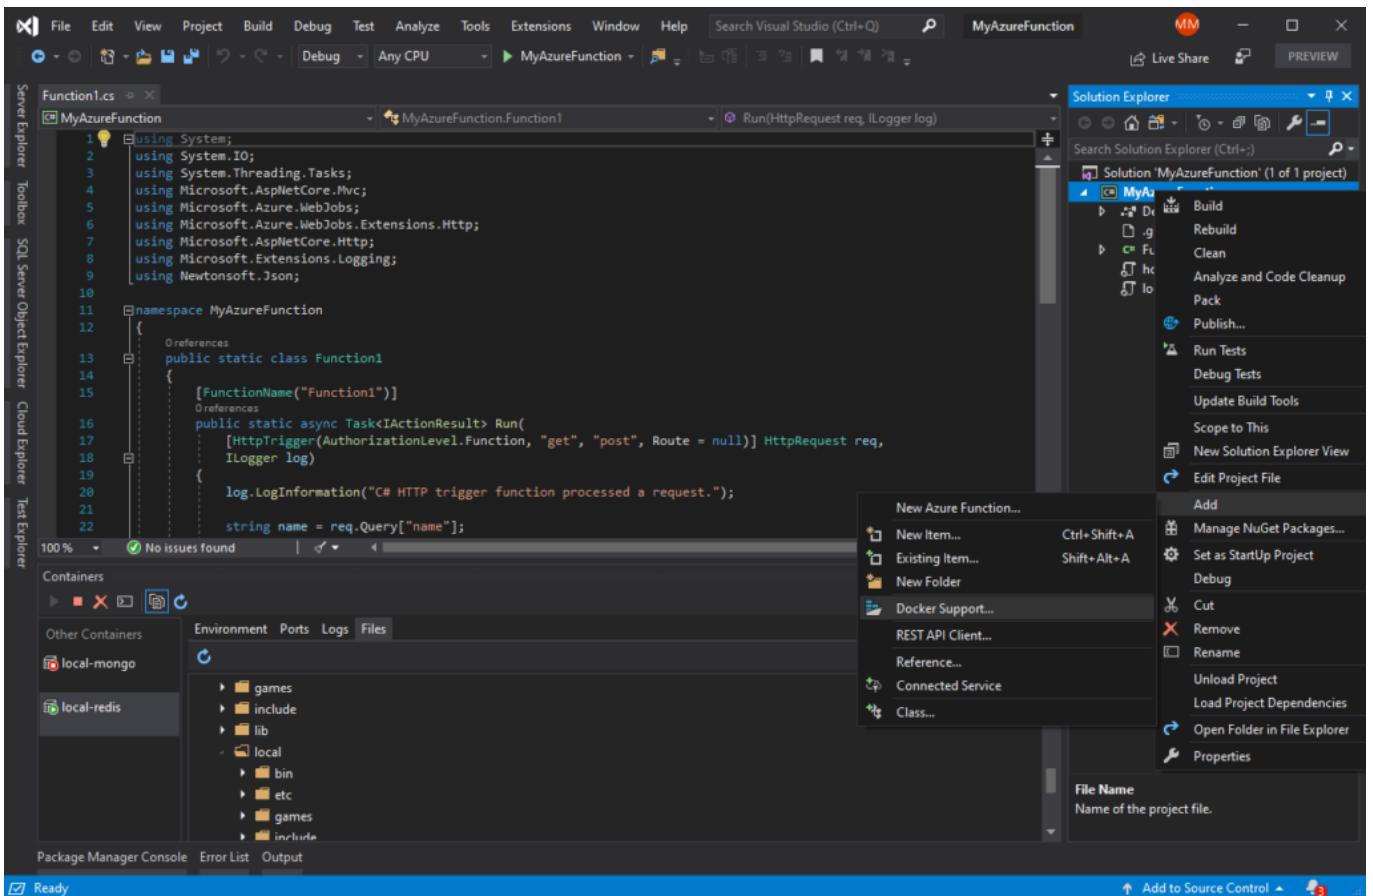 File Edit View Project Build Debug Test Analyze Tools Extensions Window Help Search Visual Studio (Ctrl+Q) MyAzureFunction MM
Debug Any CPU MyAzureFunction Live Share PREVIEW
Server Explorer
Toolbox
SQL Server Object Explorer
Cloud Explorer
Test Explorer
Function1.cs
MyAzureFunction MyAzureFunction.Function1 Run(HttpRequest req, ILogger log)
1 using System;
2 using System.IO;
3 using System.Threading.Tasks;
4 using Microsoft.AspNetCore.Mvc;
5 using Microsoft.Azure.WebJobs;
6 using Microsoft.Azure.WebJobs.Extensions.Http;
7 using Microsoft.AspNetCore.Http;
8 using Microsoft.Extensions.Logging;
9 using Newtonsoft.Json;
10
11 namespace MyAzureFunction
12 {
0 references
13 public static class Function1
14 {
15 [FunctionName("Function1")]
0 references
16 public static async Task<IActionResult> Run(
17 [HttpTrigger(AuthorizationLevel.Function, "get", "post", Route = null)] HttpRequest req,
18 ILogger log)
19 {
20 log.LogInformation("C# HTTP trigger function processed a request.");
21
22 string name = req.Query["name"];
100 % No issues found
Containers
Other Containers
local-mongo
local-redis
Environment Ports Logs Files
games
include
lib
local
bin
etc
games
include
Package Manager Console Error List Output
Solution Explorer
Search Solution Explorer (Ctrl+;)
Solution 'MyAzureFunction' (1 of 1 project)
Build
Rebuild
Clean
Analyze and Code Cleanup
Pack
Publish...
Run Tests
Debug Tests
Update Build Tools
Scope to This
New Solution Explorer View
Edit Project File
Add
Manage NuGet Packages...
Set as StartUp Project
Debug
Cut
Remove
Rename
Unload Project
Load Project Dependencies
Open Folder in File Explorer
Properties
New Azure Function...
New Item... Ctrl+Shift+A
Existing Item... Shift+Alt+A
New Folder
Docker Support...
REST API Client...
Reference...
Connected Service
Class...
File Name
Name of the project file.
Ready Add to Source Control 3